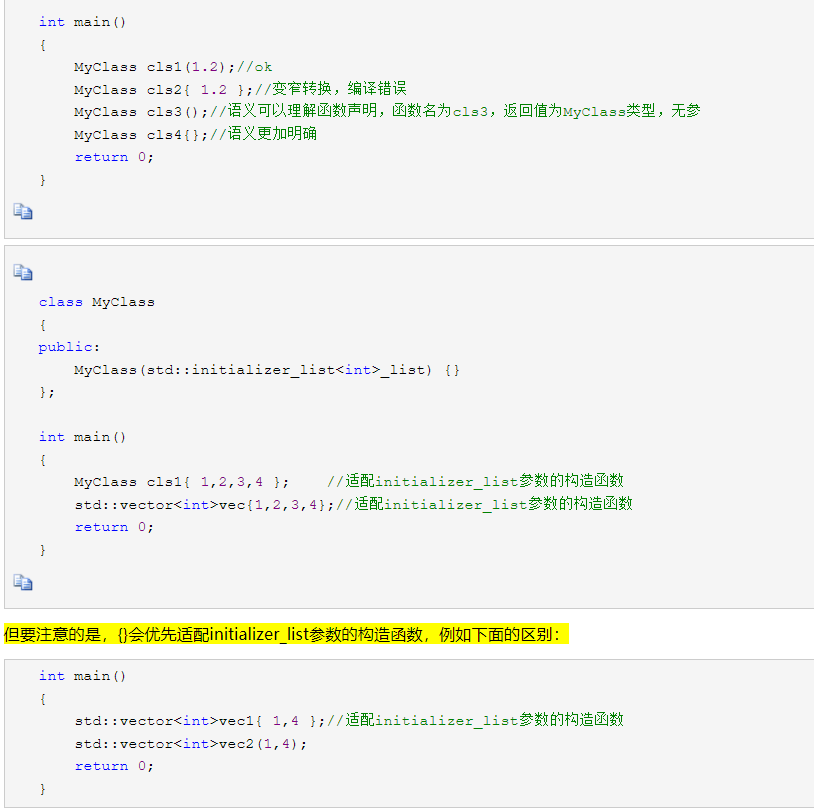 int main()
{
    MyClass cls1(1.2);//ok
    MyClass cls2{ 1.2 };//变窄转换，编译错误
    MyClass cls3();//语义可以理解函数声明，函数名为cls3，返回值为MyClass类型，无参
    MyClass cls4{};//语义更加明确
    return 0;
}
class MyClass
{
public:
    MyClass(std::initializer_list<int>_list) {}
};
int main()
{
    MyClass cls1{ 1,2,3,4 };    //适配initializer_list参数的构造函数
    std::vector<int>vec{1,2,3,4};//适配initializer_list参数的构造函数
    return 0;
}
但要注意的是，{}会优先适配initializer_list参数的构造函数，例如下面的区别：
int main()
{
    std::vector<int>vec1{ 1,4 };//适配initializer_list参数的构造函数
    std::vector<int>vec2(1,4);
    return 0;
}